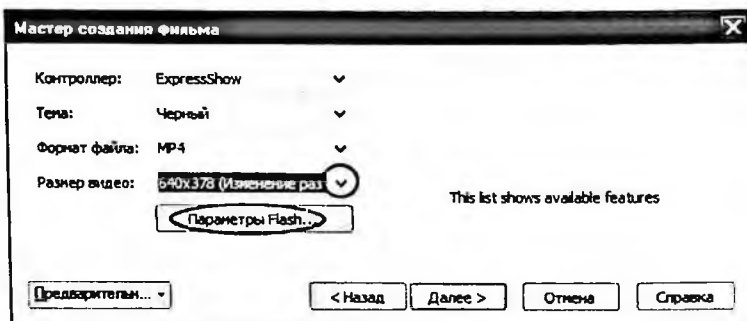 Мастер создания фильма
Контроллер: ExpressShow
Тема: Черный
Формат файла: MP4
Размер видео: 640x378 (Изменение раз
This list shows available features
Параметры Flash...
Предварительн...
< Назад Далее > Отмена Справка